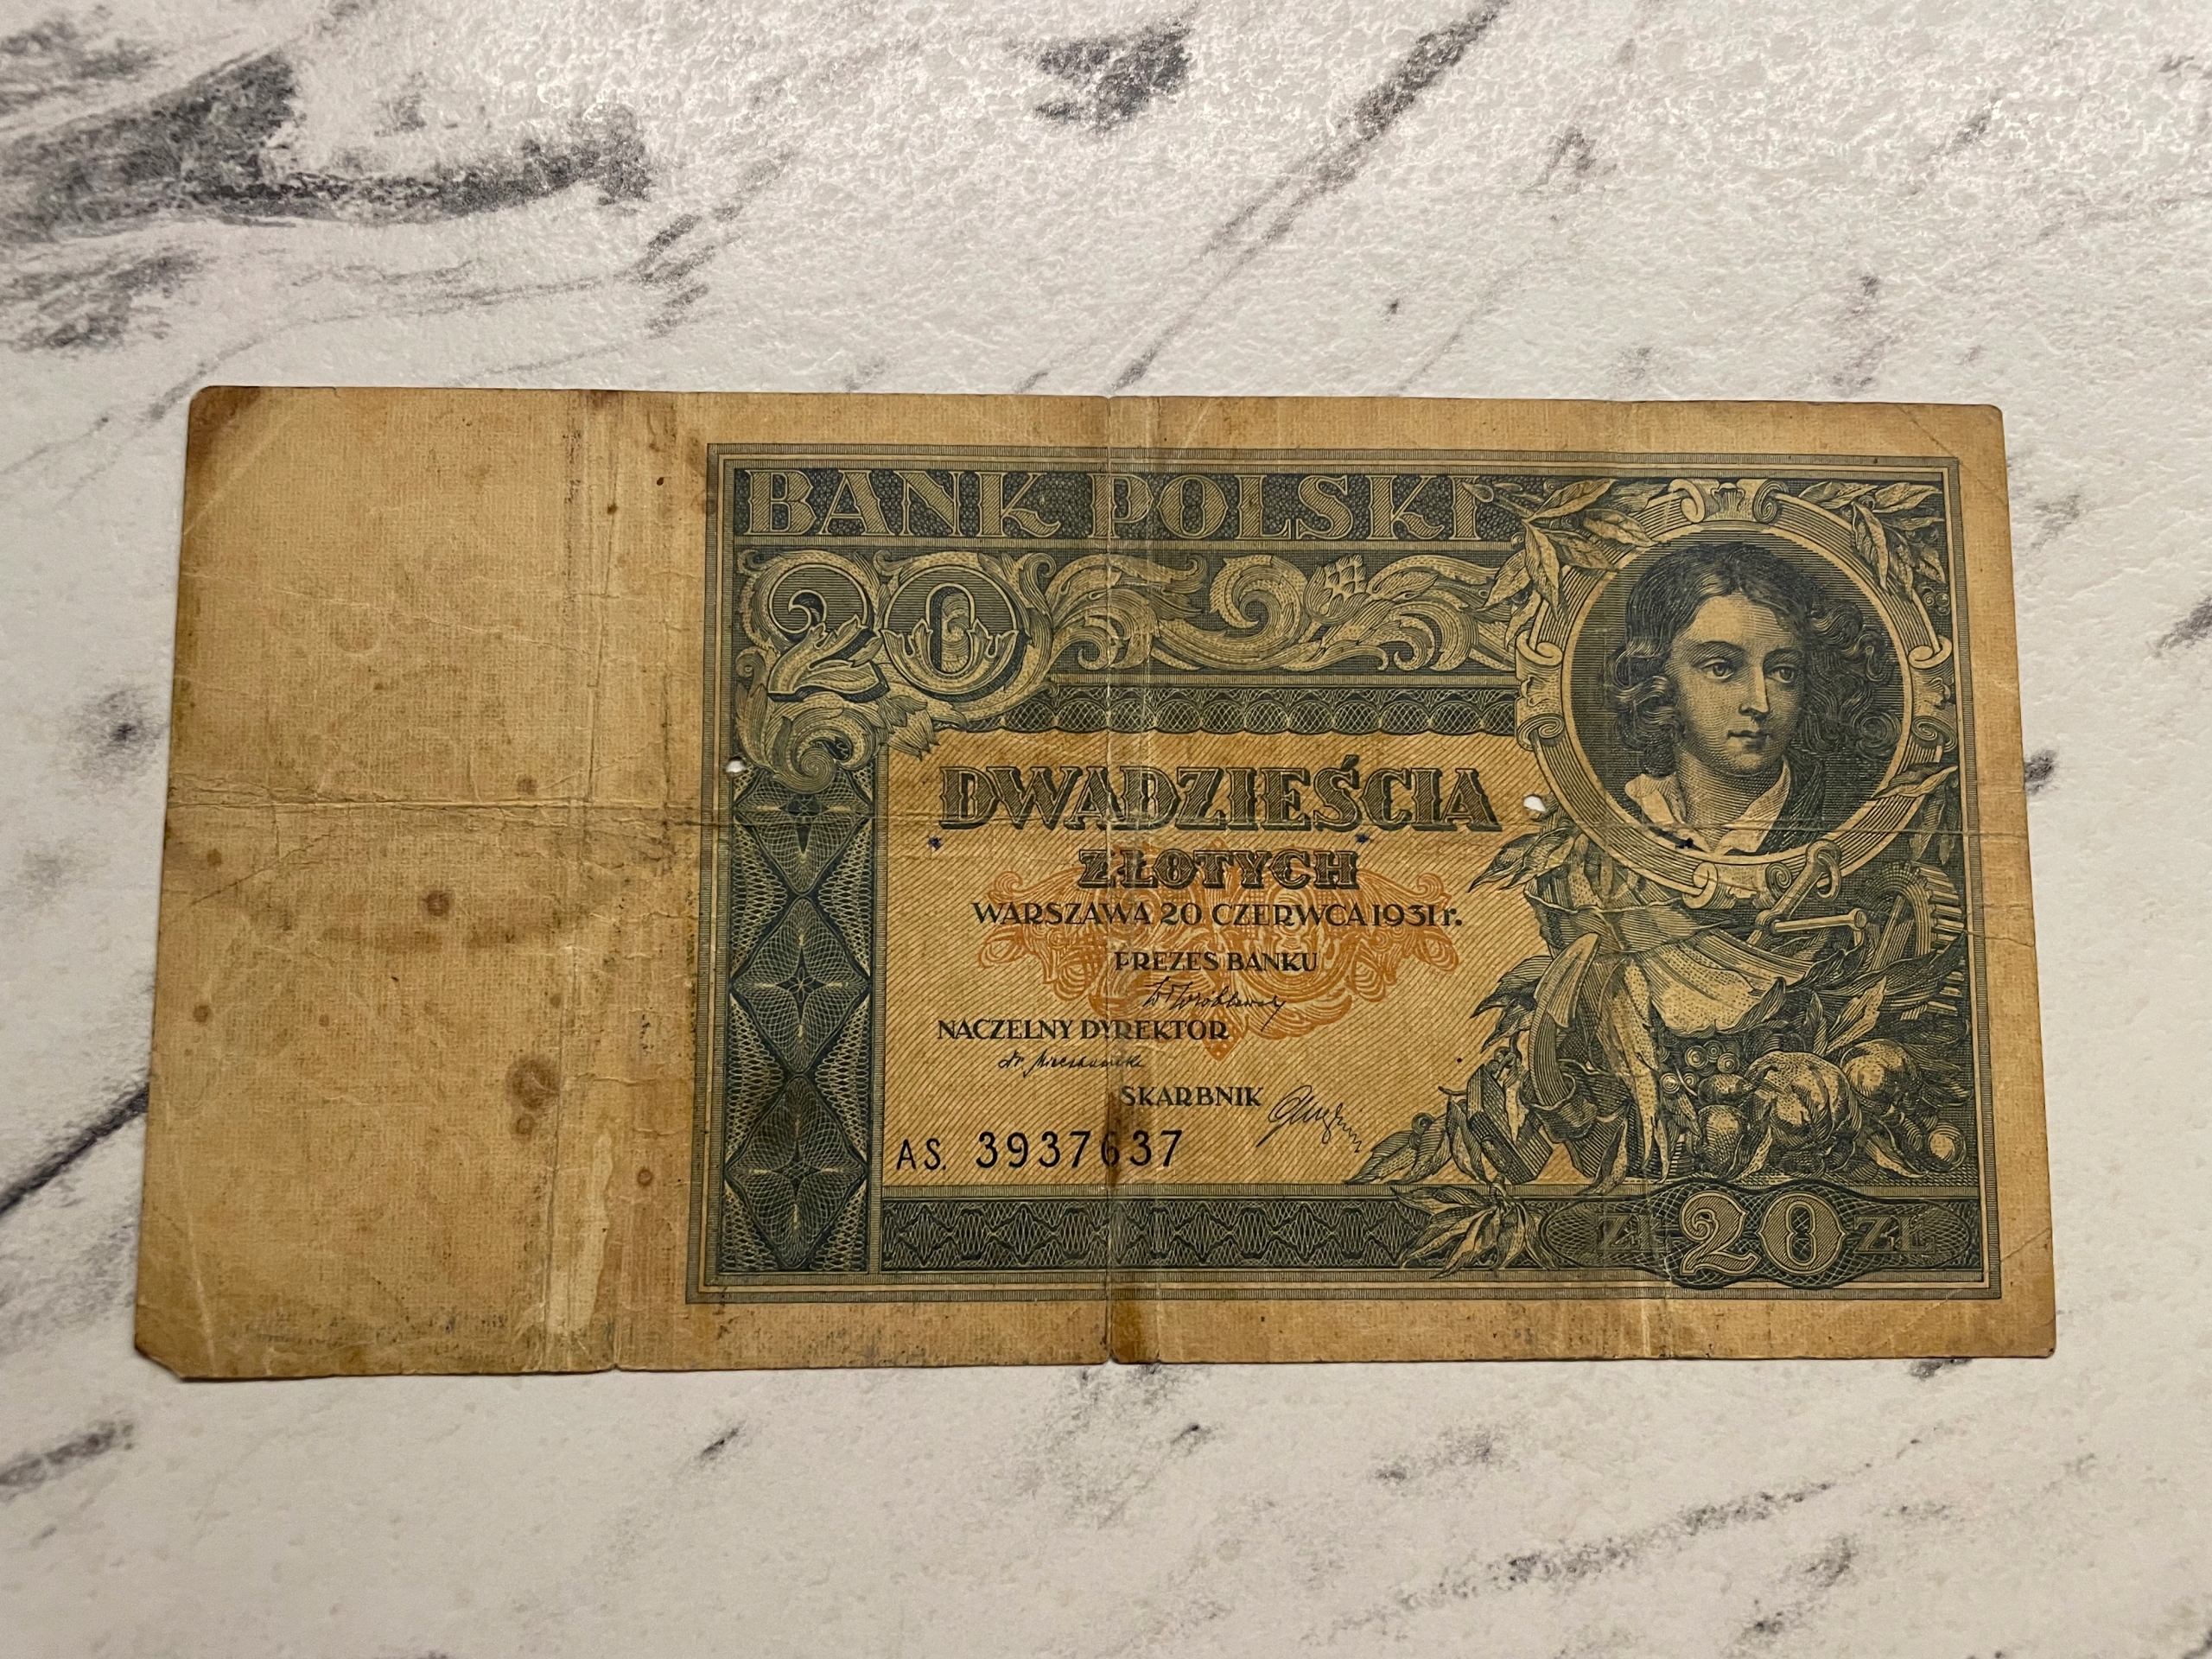 BANK POLSKI
20
DWADZIEŚCIA
ZŁOTYCH
WARSZAWA 20 CZERWCA 1931 r.
PREZES BANKU
NACZELNY DYREKTOR
SKARBNIK
AS. 3937637
ZŁ 20 ZŁ